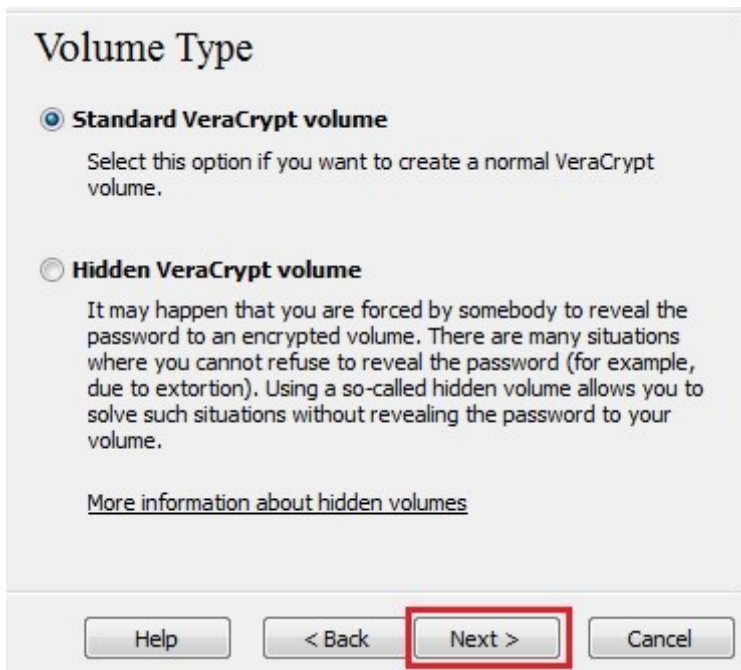 Volume Type
Standard VeraCrypt volume
Select this option if you want to create a normal VeraCrypt
volume.
Hidden VeraCrypt volume
It may happen that you are forced by somebody to reveal the
password to an encrypted volume. There are many situations
where you cannot refuse to reveal the password (for example,
due to extortion). Using a so-called hidden volume allows you to
solve such situations without revealing the password to your
volume.
More information about hidden volumes
Help < Back Next > Cancel